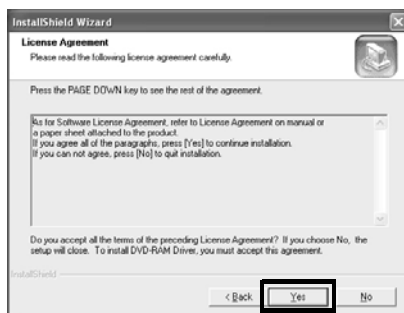 InstallShield Wizard
License Agreement
Please read the following license agreement carefully.
Press the PAGE DOWN key to see the rest of the agreement.
As for Software License Agreement, refer to License Agreement on manual or
a paper sheet attached to the product.
If you agree all of the paragraphs, press [Yes] to continue installation.
If you can not agree, press [No] to quit installation.
Do you accept all the terms of the preceding License Agreement? If you choose No, the
setup will close. To install DVD-RAM Driver, you must accept this agreement.
InstallShield
< Back Yes No